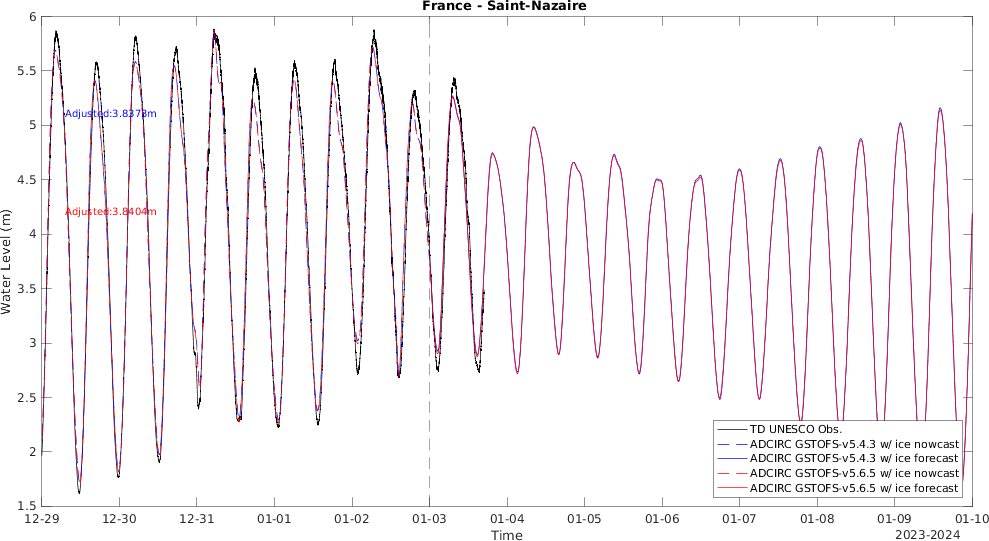 France - Saint-Nazaire
6
5.5
5
4.5
4
3.5
3
2.5
2
1.5
Water Level (m)
Adjusted:3.8373m
Adjusted:3.8404m
TD UNESCO Obs.
ADCIRC GSTOFS-v5.4.3 w/ ice nowcast
ADCIRC GSTOFS-v5.4.3 w/ ice forecast
ADCIRC GSTOFS-v5.6.5 w/ ice nowcast
ADCIRC GSTOFS-v5.6.5 w/ ice forecast
12-29 12-30 12-31 01-01 01-02 01-03 01-04 01-05 01-06 01-07 01-08 01-09 01-10
Time
2023-2024